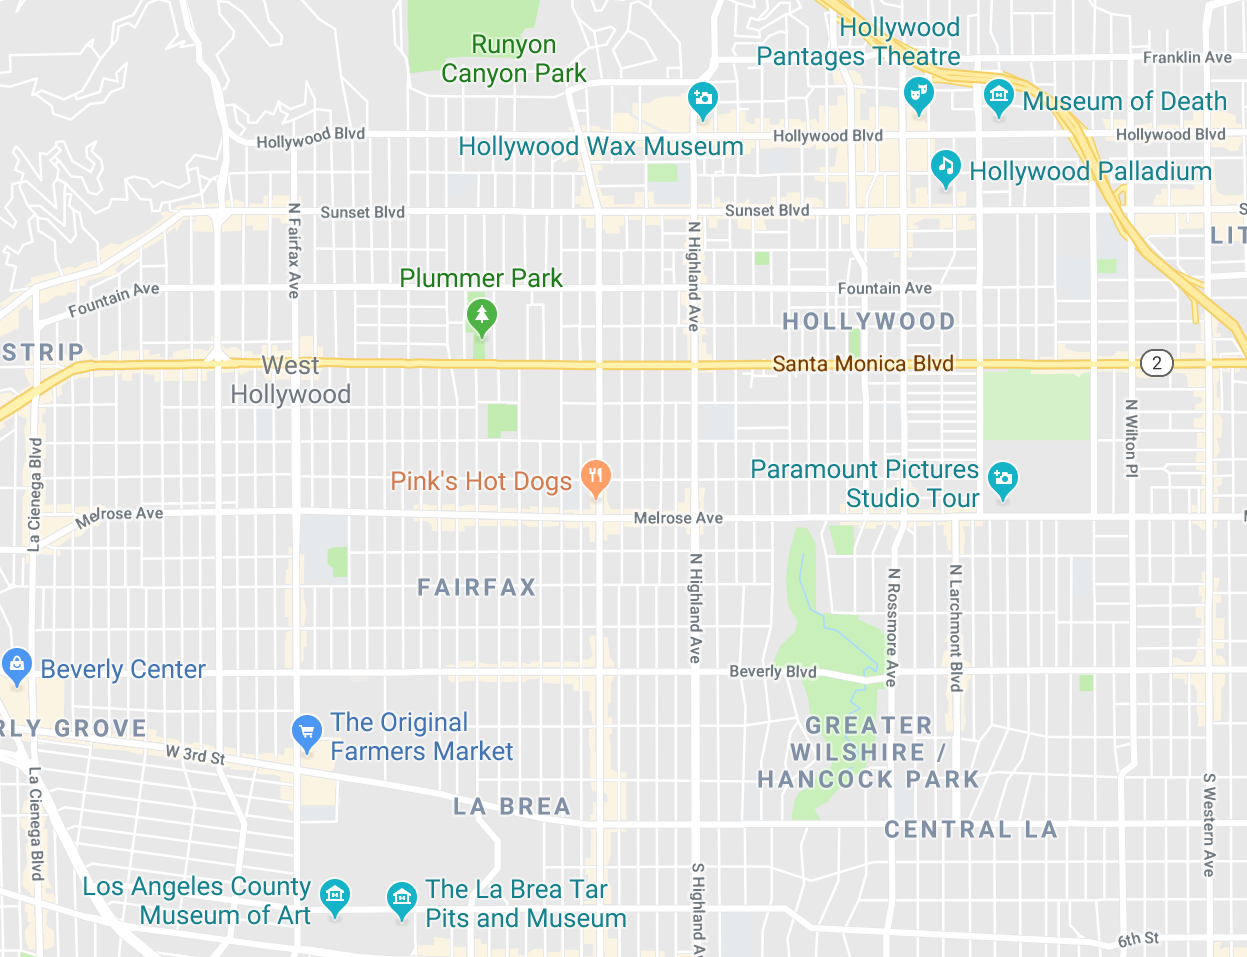 Hollywood
Pantages Theatre
Runyon
Canyon Park
Franklin Ave
Museum of Death
Hollywood Blvd
Hollywood Wax Museum
Hollywood Blvd
Hollywood Blvd
Hollywood Palladium
N Fairfax Ave
Sunset Blvd
Sunset Blvd
S
LIT
N Highland Ave
Plummer Park
Fountain Ave
Fountain Ave
HOLLYWOOD
STRIP
West
Hollywood
Santa Monica Blvd
2
N Wilton Pl
La Cienega Blvd
Pink's Hot Dogs
Paramount Pictures
Studio Tour
Melrose Ave
Melrose Ave
FAIRFAX
N Highland Ave
N Rossmore Ave
N Larchmont Blvd
Beverly Center
Beverly Blvd
RLY GROVE
The Original
Farmers Market
W 3rd St
GREATER
WILSHIRE /
HANCOCK PARK
La Cienega Blvd
LA BREA
CENTRAL LA
S Western Ave
Los Angeles County
Museum of Art
The La Brea Tar
Pits and Museum
S Highland A
6th St